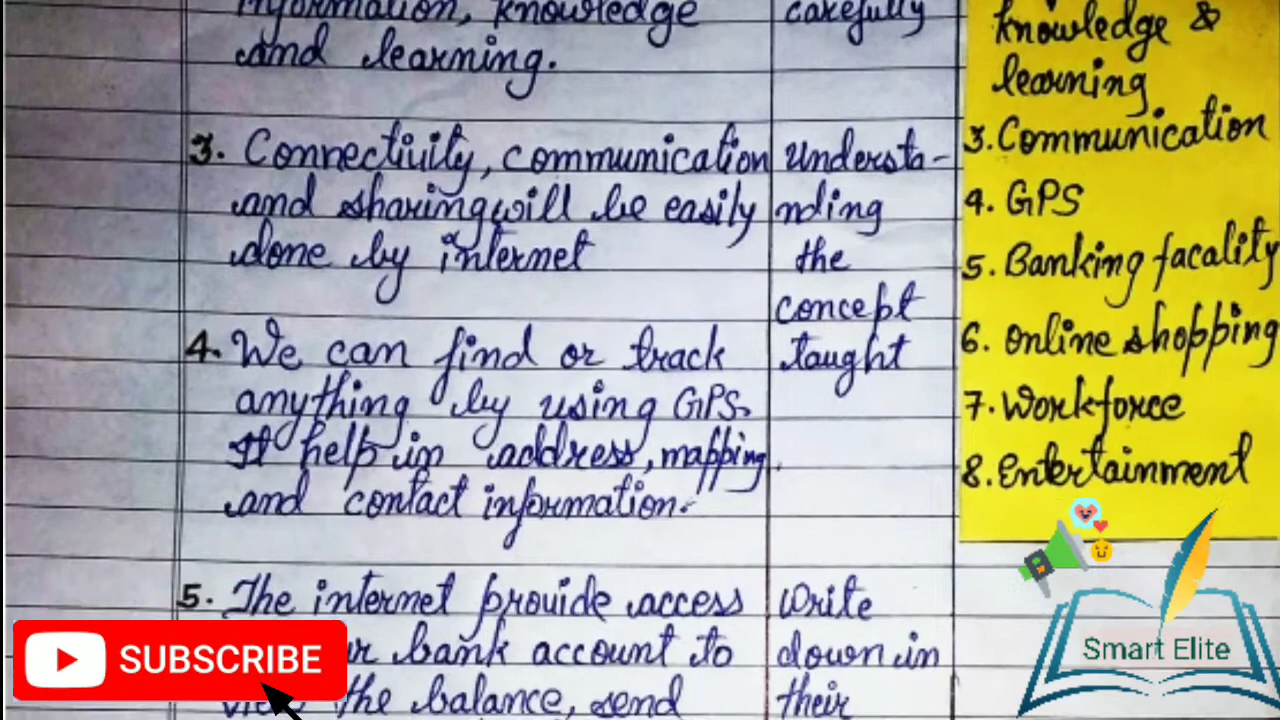 information, knowledge
and learning.
3. Connectivity, communication
and sharing will be easily
done by internet
4. We can find or track
anything by using GPS.
It help in address, mapping,
and contact information.
5. The internet provide access
bank account to
view the balance, send
carefully
Understa-
nding
the
concept
taught
Write
down in
their
knowledge &
learning
3. Communication
4. GPS
5. Banking facality
6. Online shopping
7. Workforce
8. Entertainment
SUBSCRIBE
Smart Elite